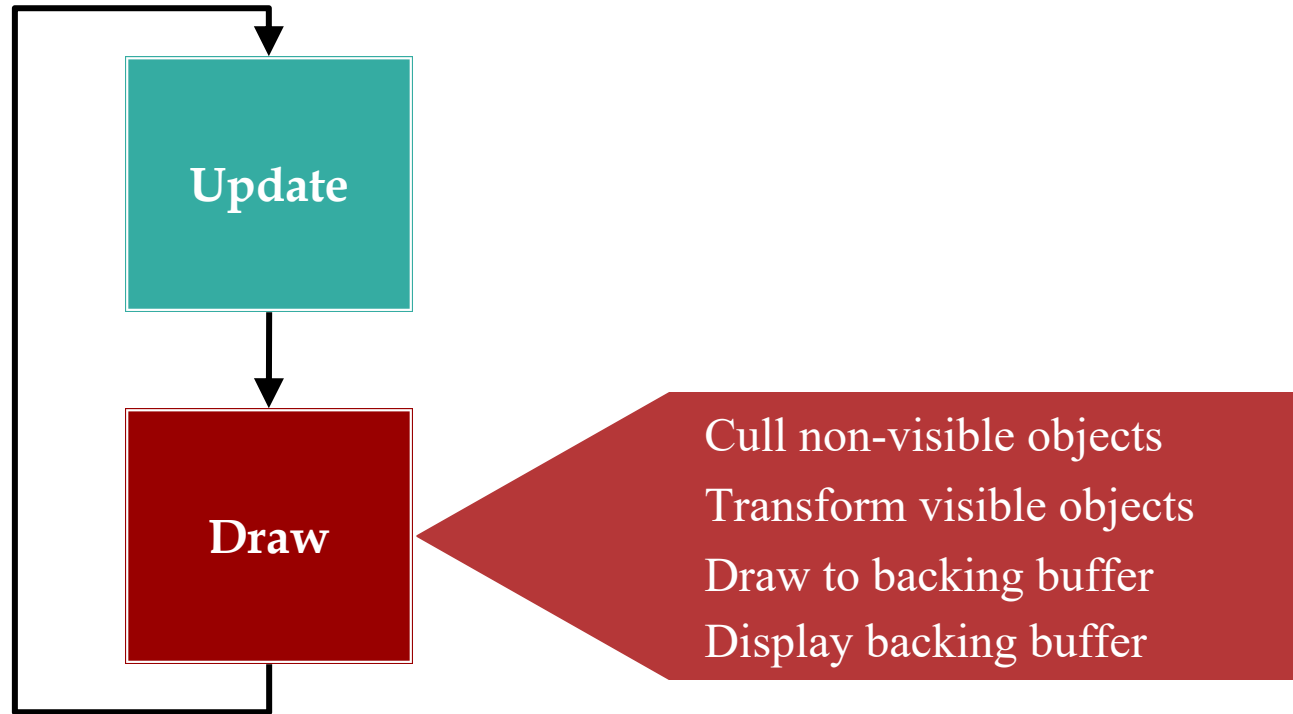 Update
Draw
Cull non-visible objects
Transform visible objects
Draw to backing buffer
Display backing buffer